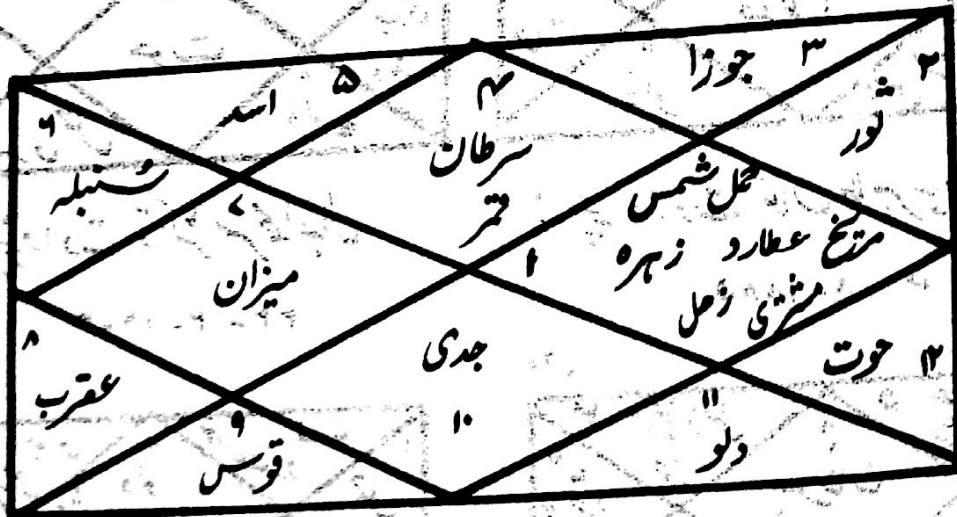 ۳ جوزا
۵ اسد
۲ ثور
۴ سرطان قمر
۶ سنبلہ
۱ حمل شمس
مریخ عطارد زہرہ
مشتری زحل
۷ میزان
جدی ۱۰
۱۲ حوت
۸ عقرب
۹ قوس
۱۱ دلو